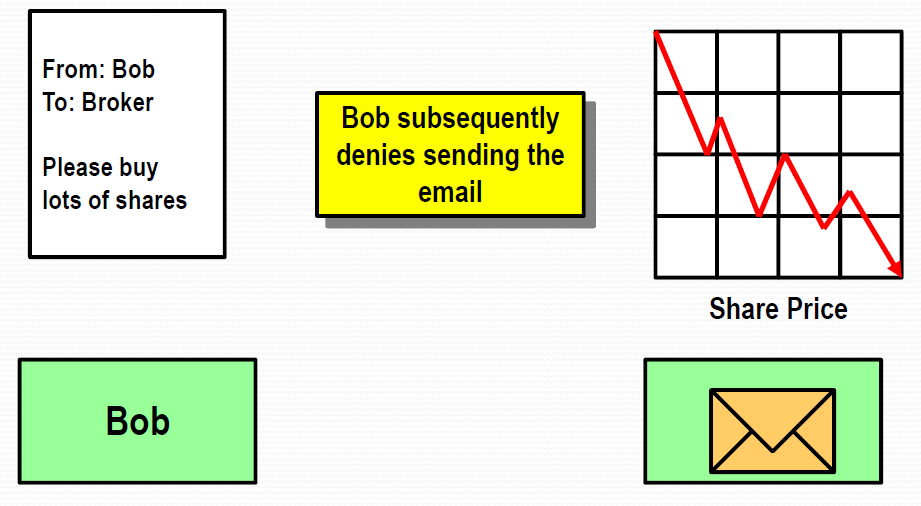 From: Bob
To: Broker
Please buy
lots of shares
Bob subsequently
denies sending the
email
Share Price
Bob